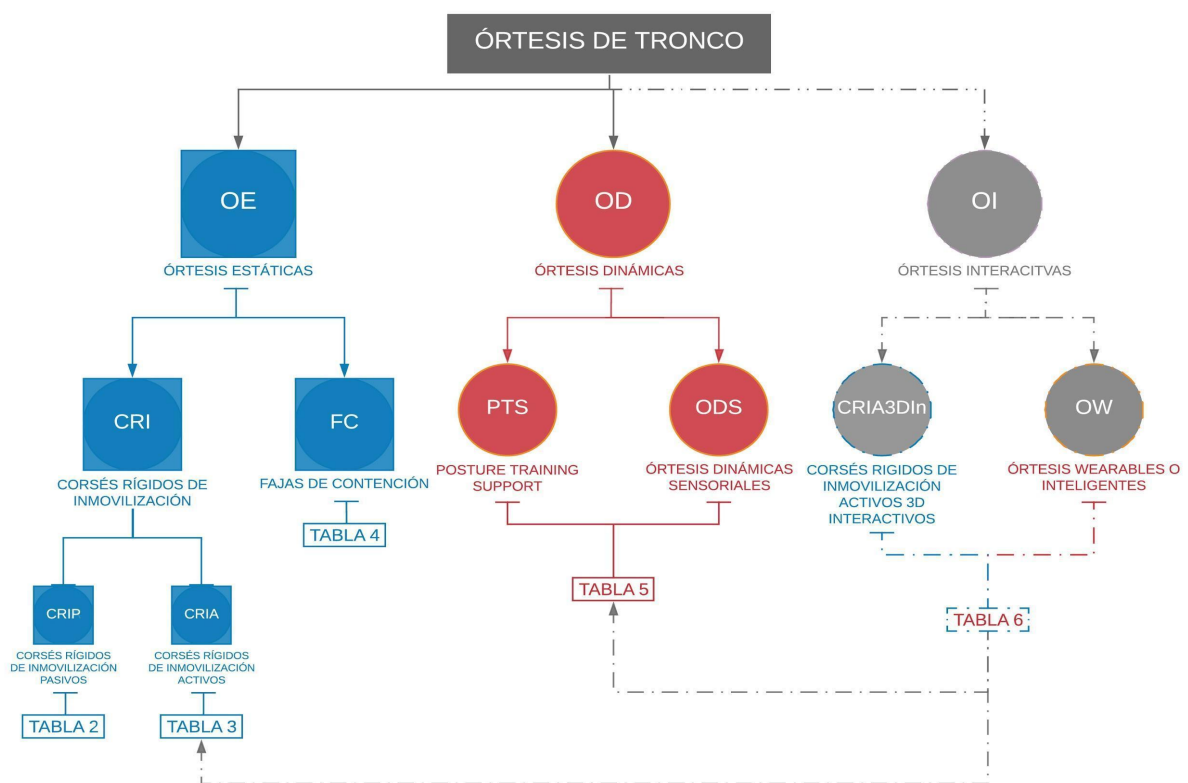 ÓRTESIS DE TRONCO
OE
OD
OI
ÓRTESIS ESTÁTICAS
ÓRTESIS DINÁMICAS
ÓRTESIS INTERACITVAS
CRI
FC
PTS
ODS
CRIA3DIn
OW
CORSÉS RÍGIDOS DE
INMOVILIZACIÓN
FAJAS DE CONTENCIÓN
POSTURE TRAINING
SUPPORT
ÓRTESIS DINÁMICAS
SENSORIALES
CORSÉS RIGIDOS DE
INMOVILIZACIÓN
ACTIVOS 3D
INTERACTIVOS
ÓRTESIS WEARABLES O
INTELIGENTES
TABLA 4
CRIP
CRIA
TABLA 5
TABLA 6
CORSÉS RÍGIDOS
DE INMOVILIZACIÓN
PASIVOS
CORSÉS RÍGIDOS
DE INMOVILIZACIÓN
ACTIVOS
TABLA 2
TABLA 3